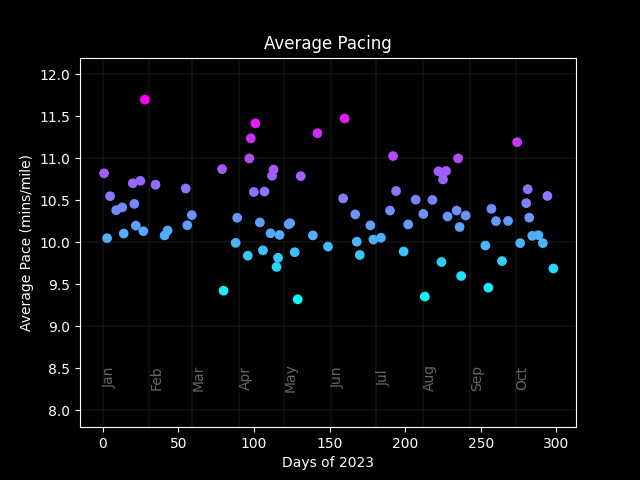 Average Pacing
12.0
11.5
11.0
10.5
10.0
9.5
9.0
8.5
8.0
Average Pace (mins/mile)
Jan
Feb
Mar
Apr
May
Jun
Jul
Aug
Sep
Oct
0 50 100 150 200 250 300
Days of 2023